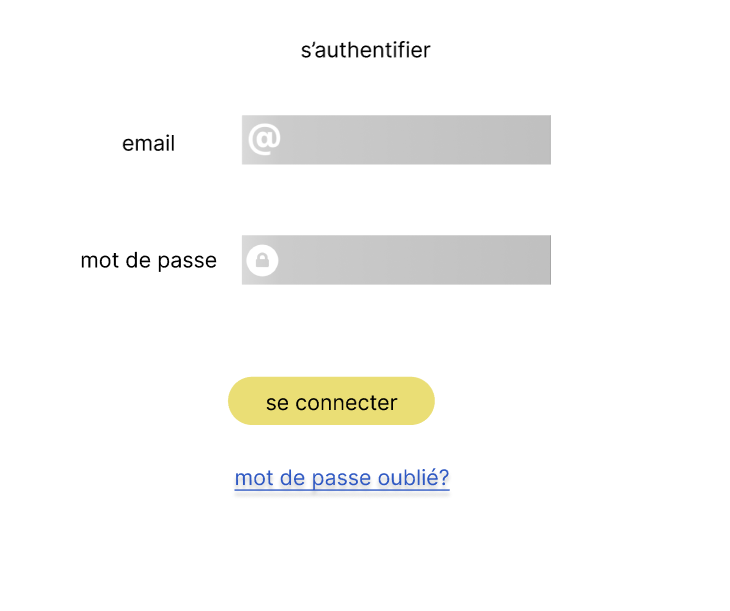 s’authentifier
email
@
mot de passe
se connecter
mot de passe oublié?